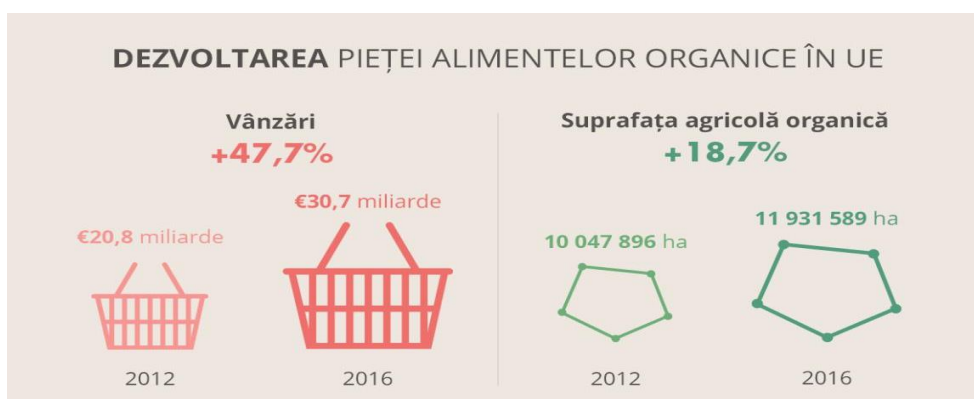 DEZVOLTAREA PIEȚEI ALIMENTELOR ORGANICE ÎN UE
Vânzări
+47,7%
€20,8 miliarde
€30,7 miliarde
2012
2016
Suprafața agricolă organică
+18,7%
10 047 896 ha
11 931 589 ha
2012
2016